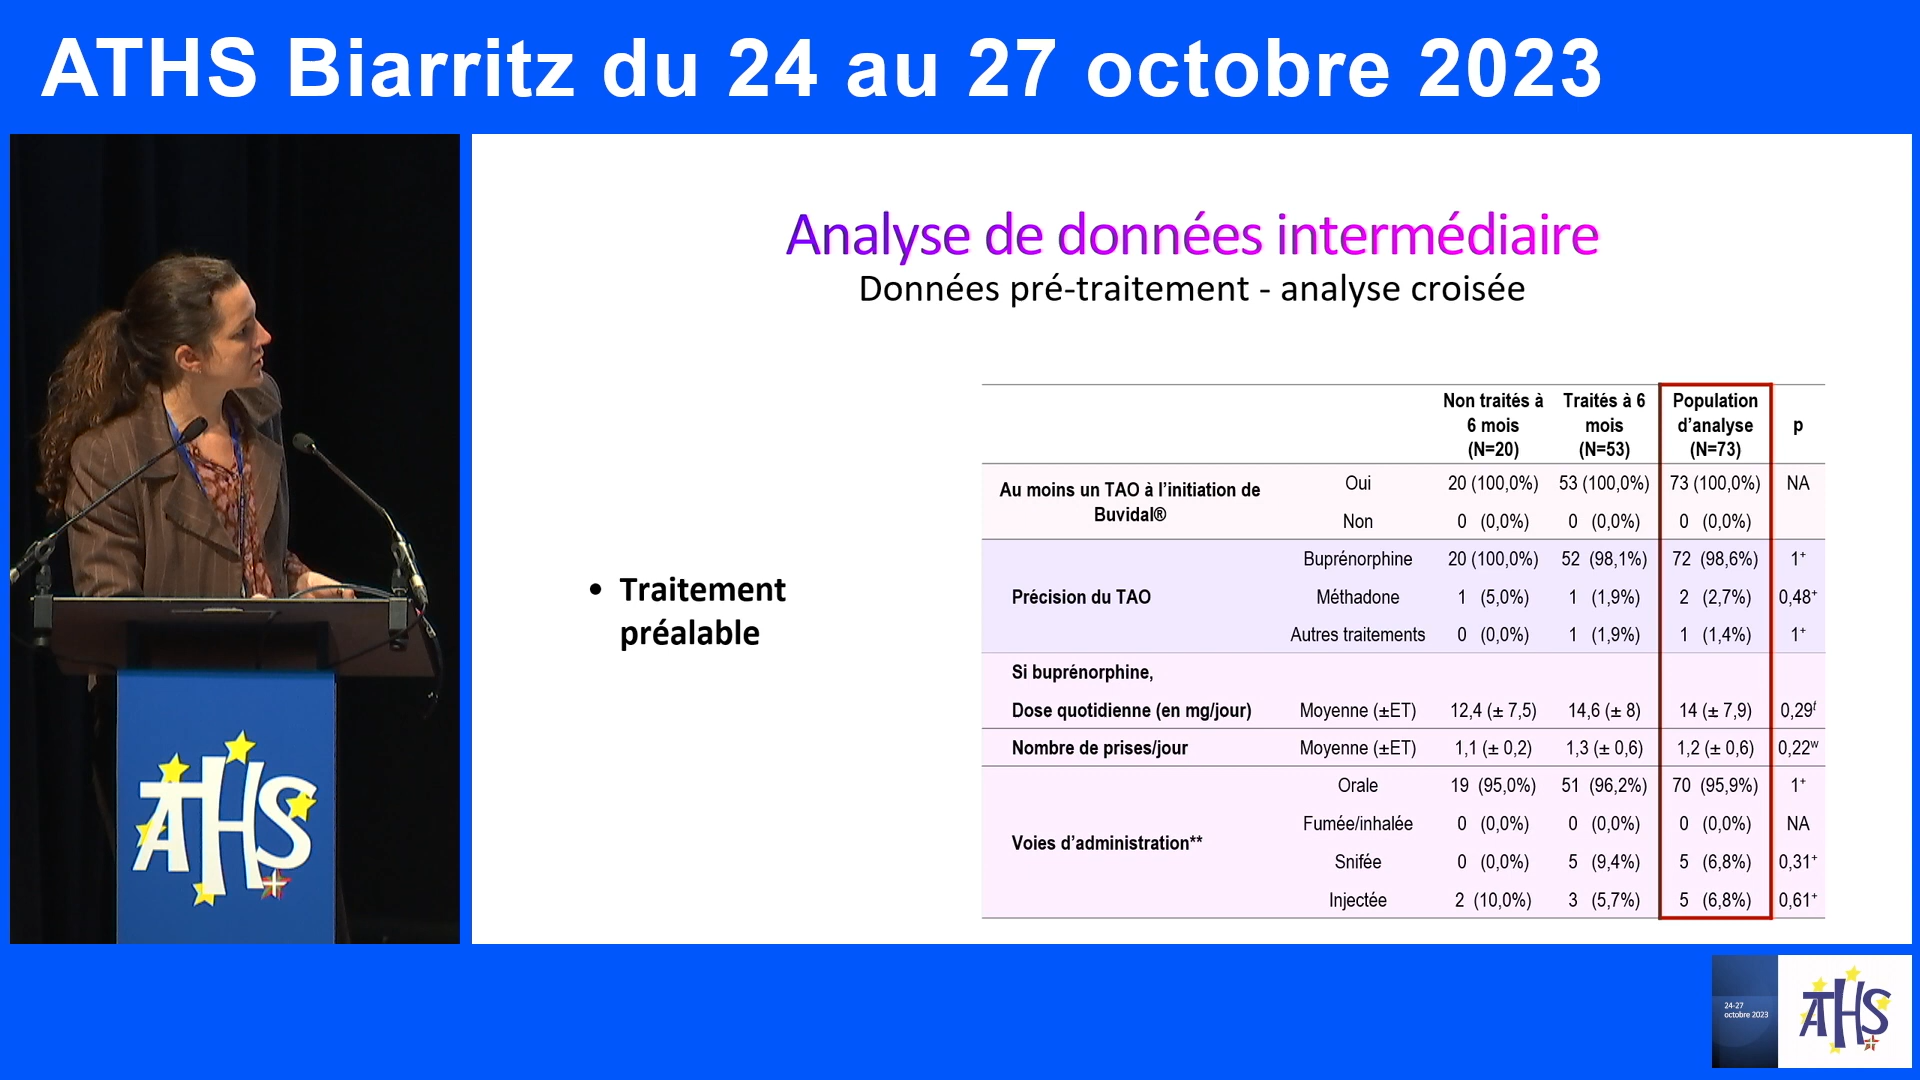 ATHS Biarritz du 24 au 27 octobre 2023
Analyse de données intermédiaire
Données pré-traitement - analyse croisée
• Traitement
préalable
Non traités à 6 mois (N=20) Traités à 6 mois (N=53) Population d'analyse (N=73) p
Au moins un TAO à l'initiation de Buvidal® Oui 20 (100,0%) 53 (100,0%) 73 (100,0%) NA
Non 0 (0,0%) 0 (0,0%) 0 (0,0%)
Précision du TAO Buprénorphine 20 (100,0%) 52 (98,1%) 72 (98,6%) 1⁺
Méthadone 1 (5,0%) 1 (1,9%) 2 (2,7%) 0,48⁺
Autres traitements 0 (0,0%) 1 (1,9%) 1 (1,4%) 1⁺
Si buprénorphine,
Dose quotidienne (en mg/jour) Moyenne (±ET) 12,4 (± 7,5) 14,6 (± 8) 14 (± 7,9) 0,29ᵗ
Nombre de prises/jour Moyenne (±ET) 1,1 (± 0,2) 1,3 (± 0,6) 1,2 (± 0,6) 0,22ʷ
Voies d'administration** Orale 19 (95,0%) 51 (96,2%) 70 (95,9%) 1⁺
Fumée/inhalée 0 (0,0%) 0 (0,0%) 0 (0,0%) NA
Snifée 0 (0,0%) 5 (9,4%) 5 (6,8%) 0,31⁺
Injectée 2 (10,0%) 3 (5,7%) 5 (6,8%) 0,61⁺
ATHS
24-27
octobre 2023
ATHS